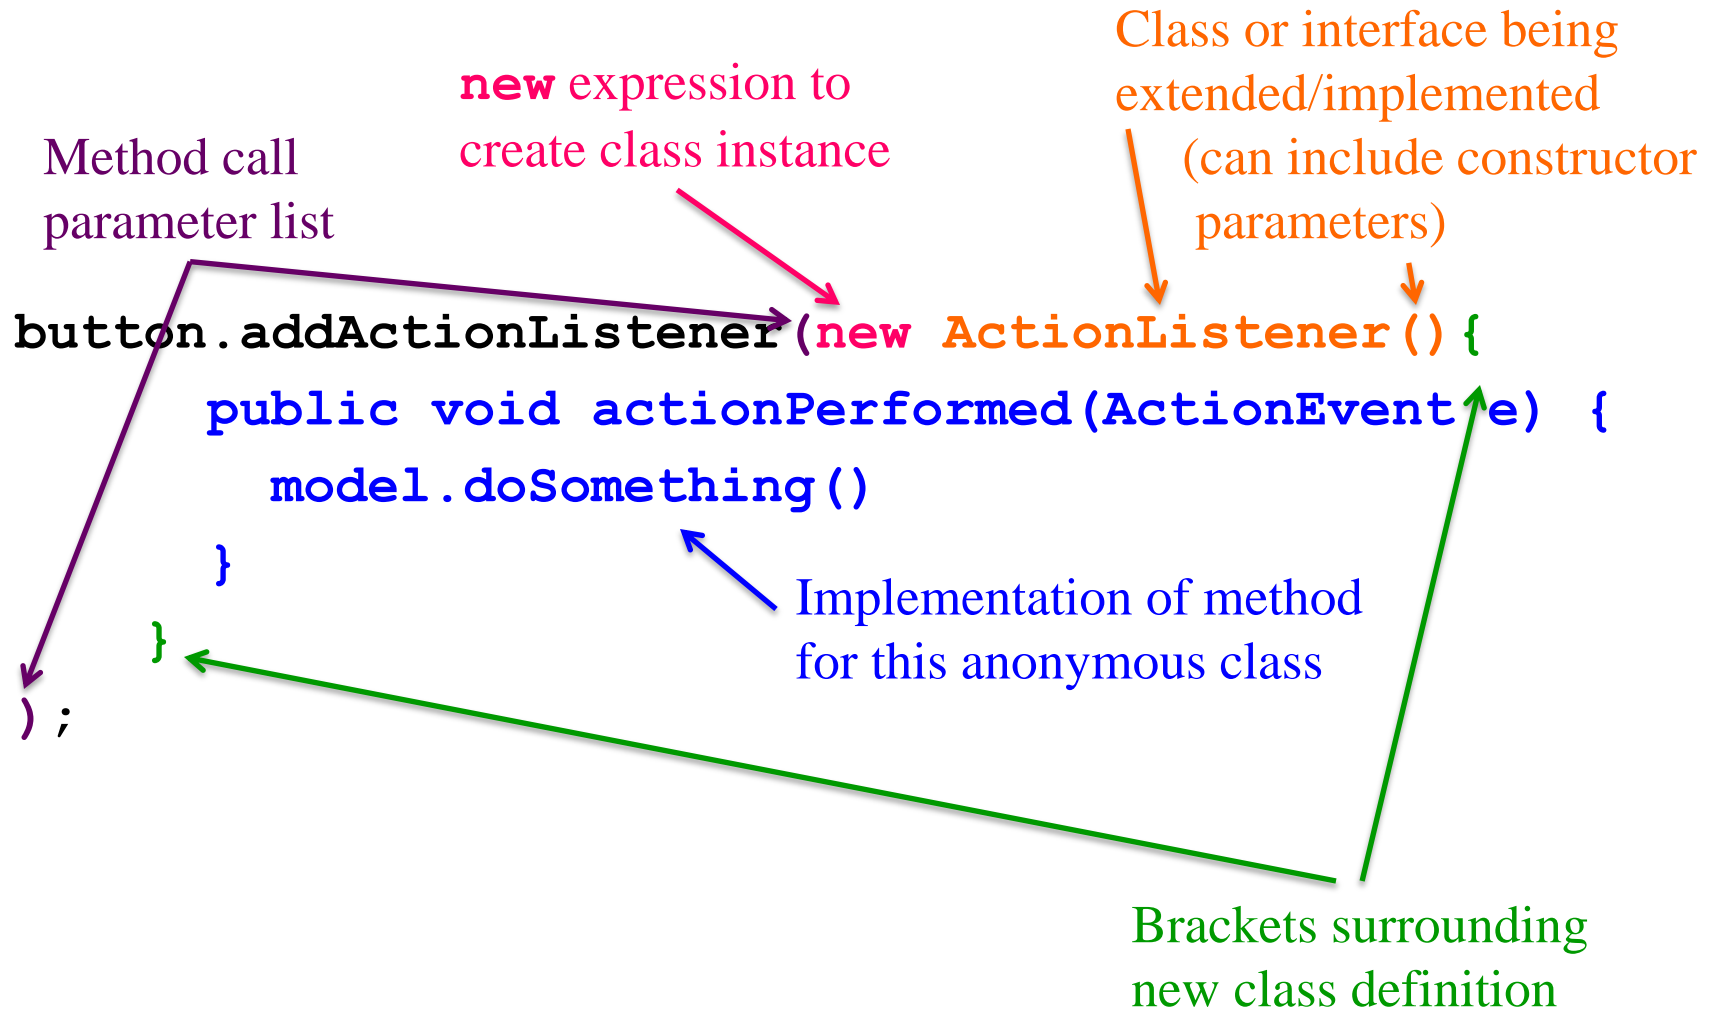 Class or interface being
extended/implemented
(can include constructor
parameters)
new expression to
create class instance
Method call
parameter list
button.addActionListener(new ActionListener(){
public void actionPerformed(ActionEvent e) {
model.doSomething()
}
}
);
Implementation of method
for this anonymous class
Brackets surrounding
new class definition